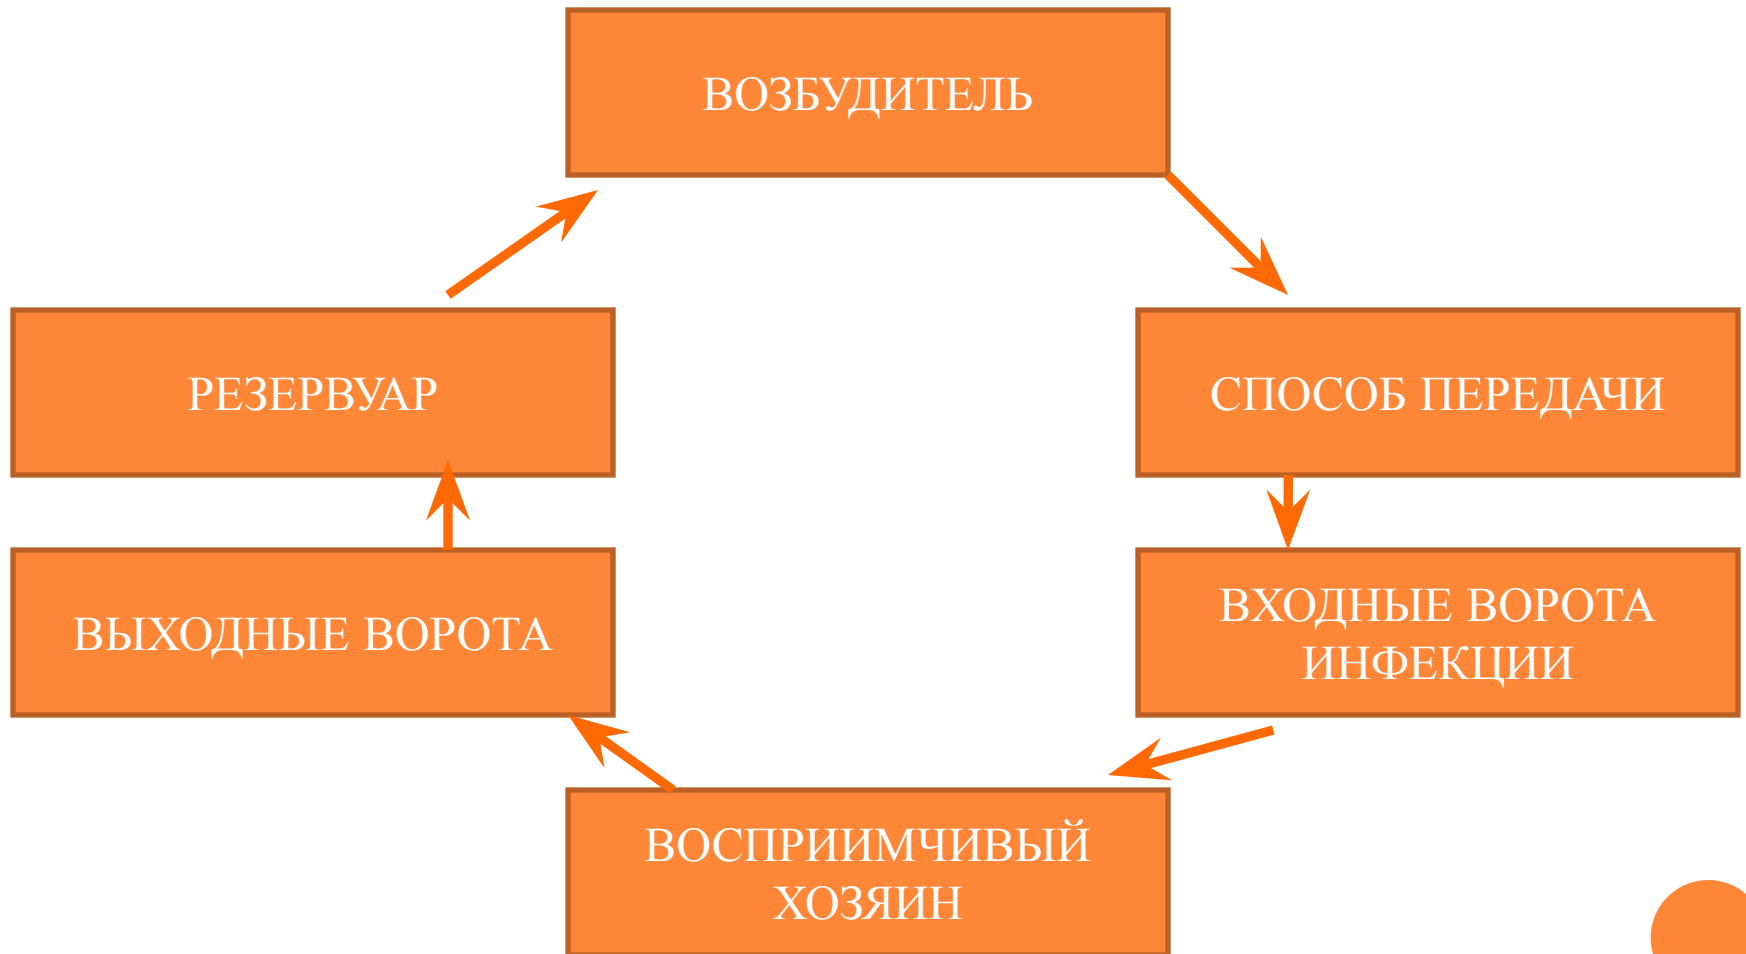 ВОЗБУДИТЕЛЬ
РЕЗЕРВУАР
СПОСОБ ПЕРЕДАЧИ
ВЫХОДНЫЕ ВОРОТА
ВХОДНЫЕ ВОРОТА
ИНФЕКЦИИ
ВОСПРИИМЧИВЫЙ
ХОЗЯИН